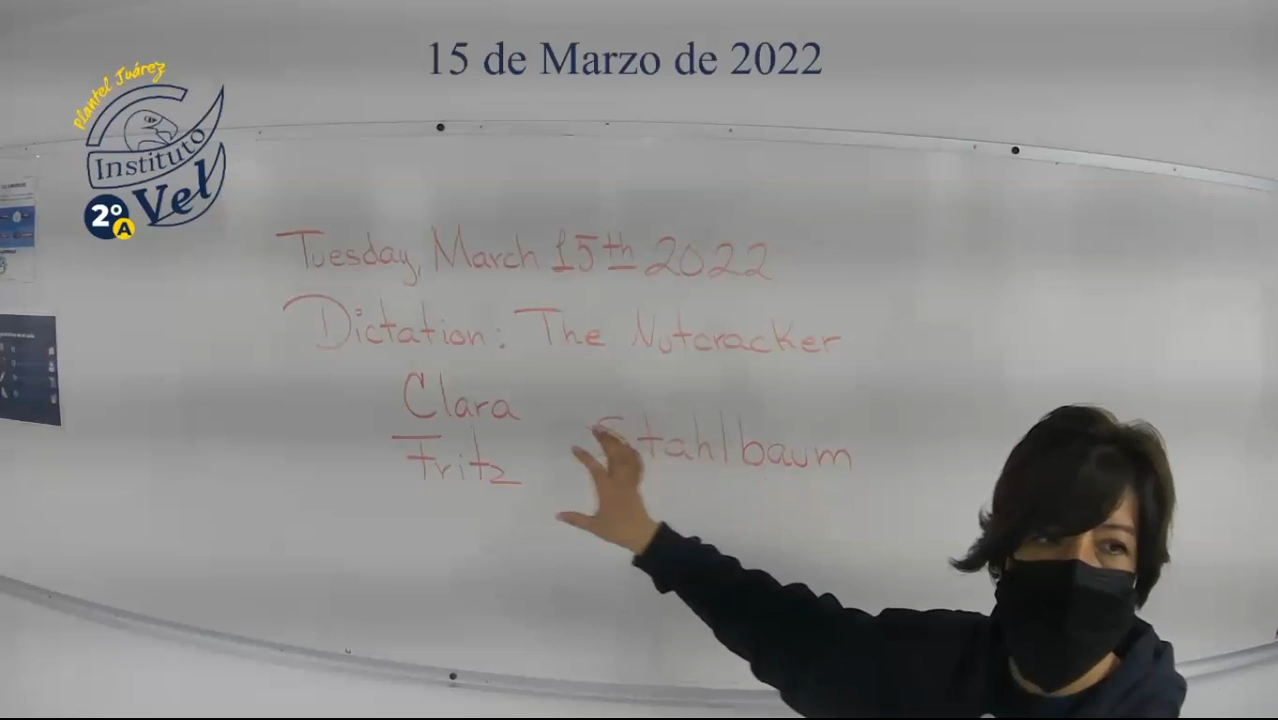 15 de Marzo de 2022
Plantel Juárez
Instituto
Vel
2º
A
Tuesday, March 15th 2022
Dictation: The Nutcracker
Clara
Fritz
Stahlbaum